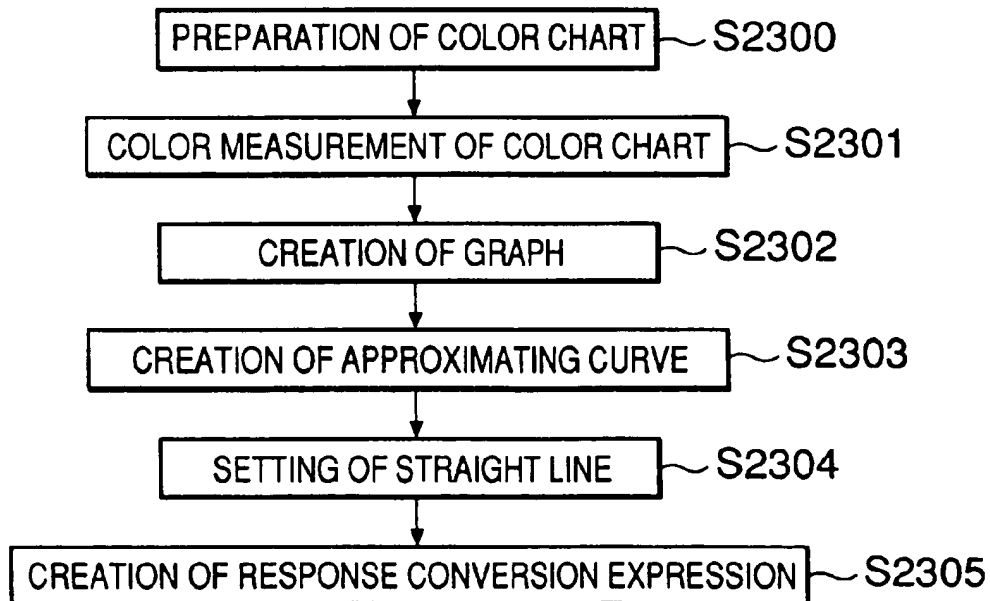 PREPARATION OF COLOR CHART S2300
COLOR MEASUREMENT OF COLOR CHART S2301
CREATION OF GRAPH S2302
CREATION OF APPROXIMATING CURVE S2303
SETTING OF STRAIGHT LINE S2304
CREATION OF RESPONSE CONVERSION EXPRESSION S2305